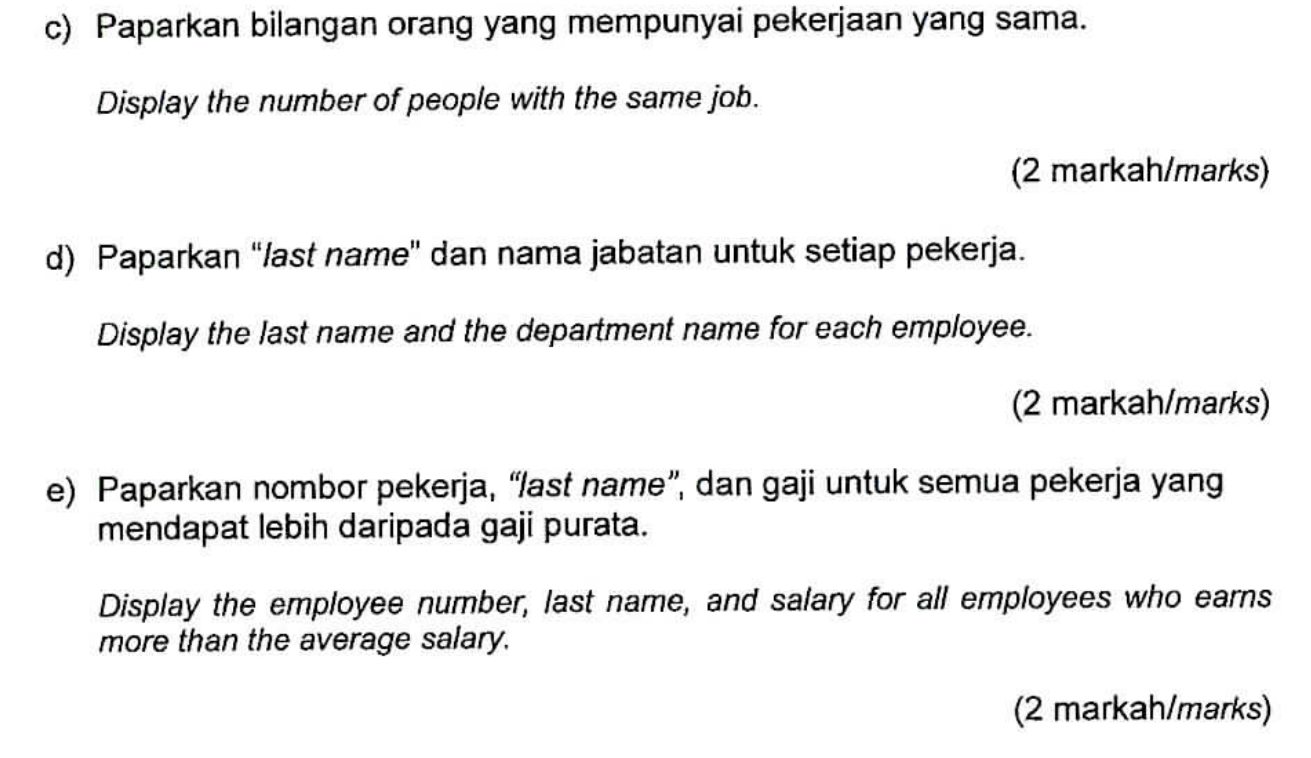 c) Paparkan bilangan orang yang mempunyai pekerjaan yang sama.
Display the number of people with the same job.
(2 markah/marks)
d) Paparkan “last name” dan nama jabatan untuk setiap pekerja.
Display the last name and the department name for each employee.
(2 markah/marks)
e) Paparkan nombor pekerja, “last name”, dan gaji untuk semua pekerja yang
mendapat lebih daripada gaji purata.
Display the employee number, last name, and salary for all employees who earns
more than the average salary.
(2 markah/marks)